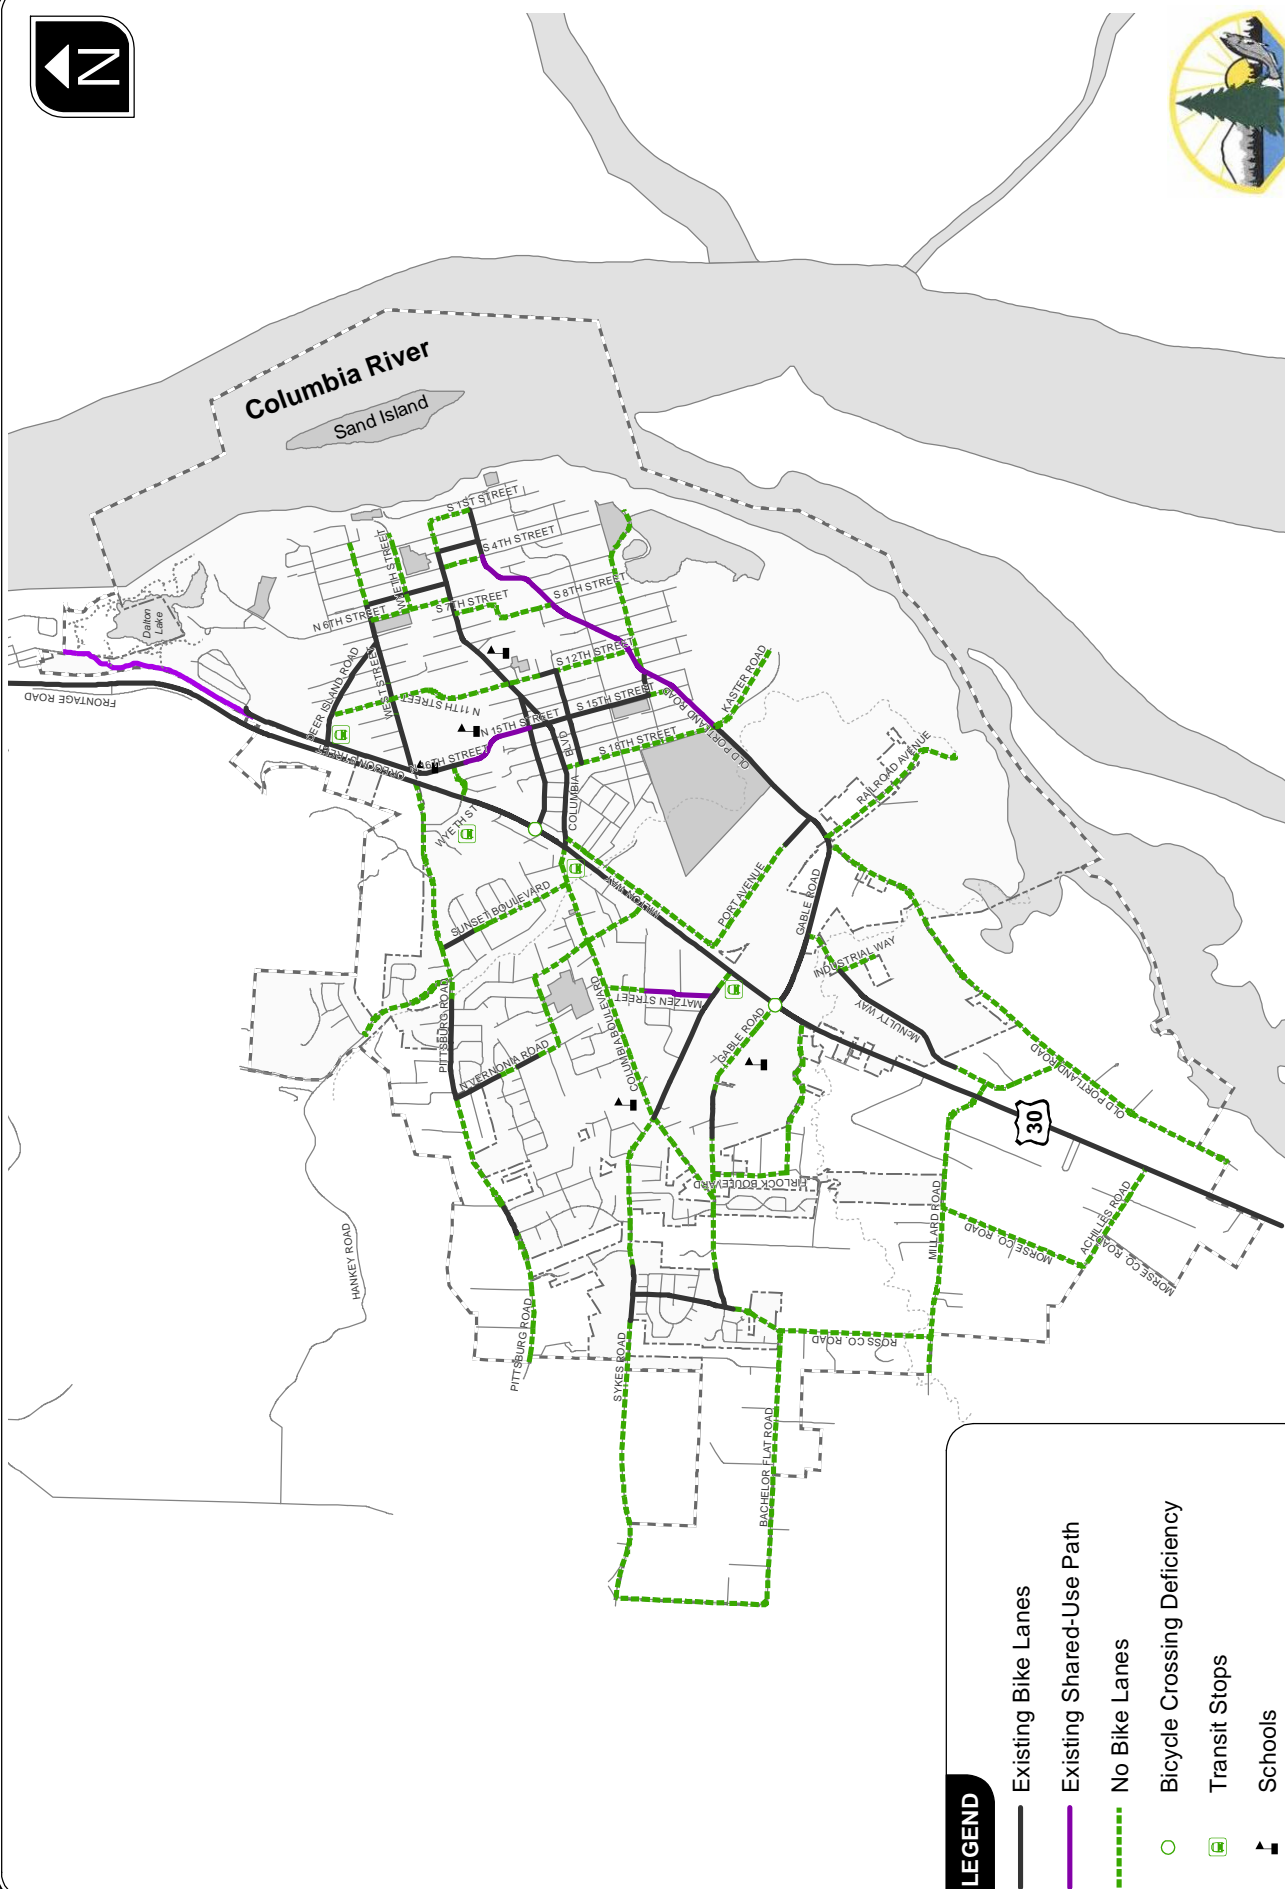 N
Columbia River
Sand Island
Dalton
Lake
FRONTAGE ROAD
DEER ISLAND ROAD
OREGON STREET
WEST STREET
N 6TH STREET
WYETH STREET
S 1ST STREET
S 4TH STREET
S 7TH STREET
S 8TH STREET
N 11TH STREET
S 12TH STREET
N 15TH STREET
S 15TH STREET
N 16TH STREET
S 18TH STREET
OLD PORTLAND ROAD
KASTER ROAD
RAILROAD AVENUE
WYETH ST
COLUMBIA
BLVD
SUNSET BOULEVARD
MILTON WAY
PORT AVENUE
GABLE ROAD
INDUSTRIAL WAY
McNULTY WAY
PITTSBURG ROAD
N VERNONIA ROAD
COLUMBIA BOULEVARD
MATZEN STREET
GABLE ROAD
OLD PORTLAND ROAD
30
FIRLOCK BOULEVARD
MILLARD ROAD
MORSE CO. ROAD
ACHILLES ROAD
MORSE CO. ROAD
HANKEY ROAD
PITTSBURG ROAD
SYKES ROAD
ROSS CO. ROAD
BACHELOR FLAT ROAD
LEGEND
Existing Bike Lanes
Existing Shared-Use Path
No Bike Lanes
Bicycle Crossing Deficiency
Transit Stops
Schools